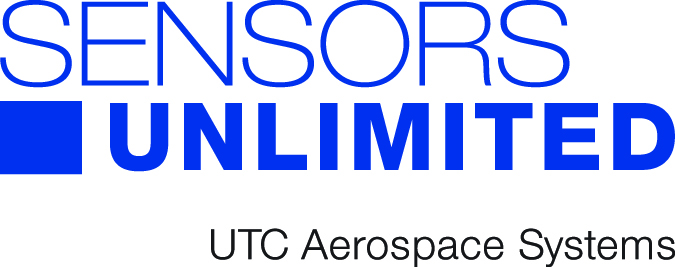 SENSORS
UNLIMITED
UTC Aerospace Systems